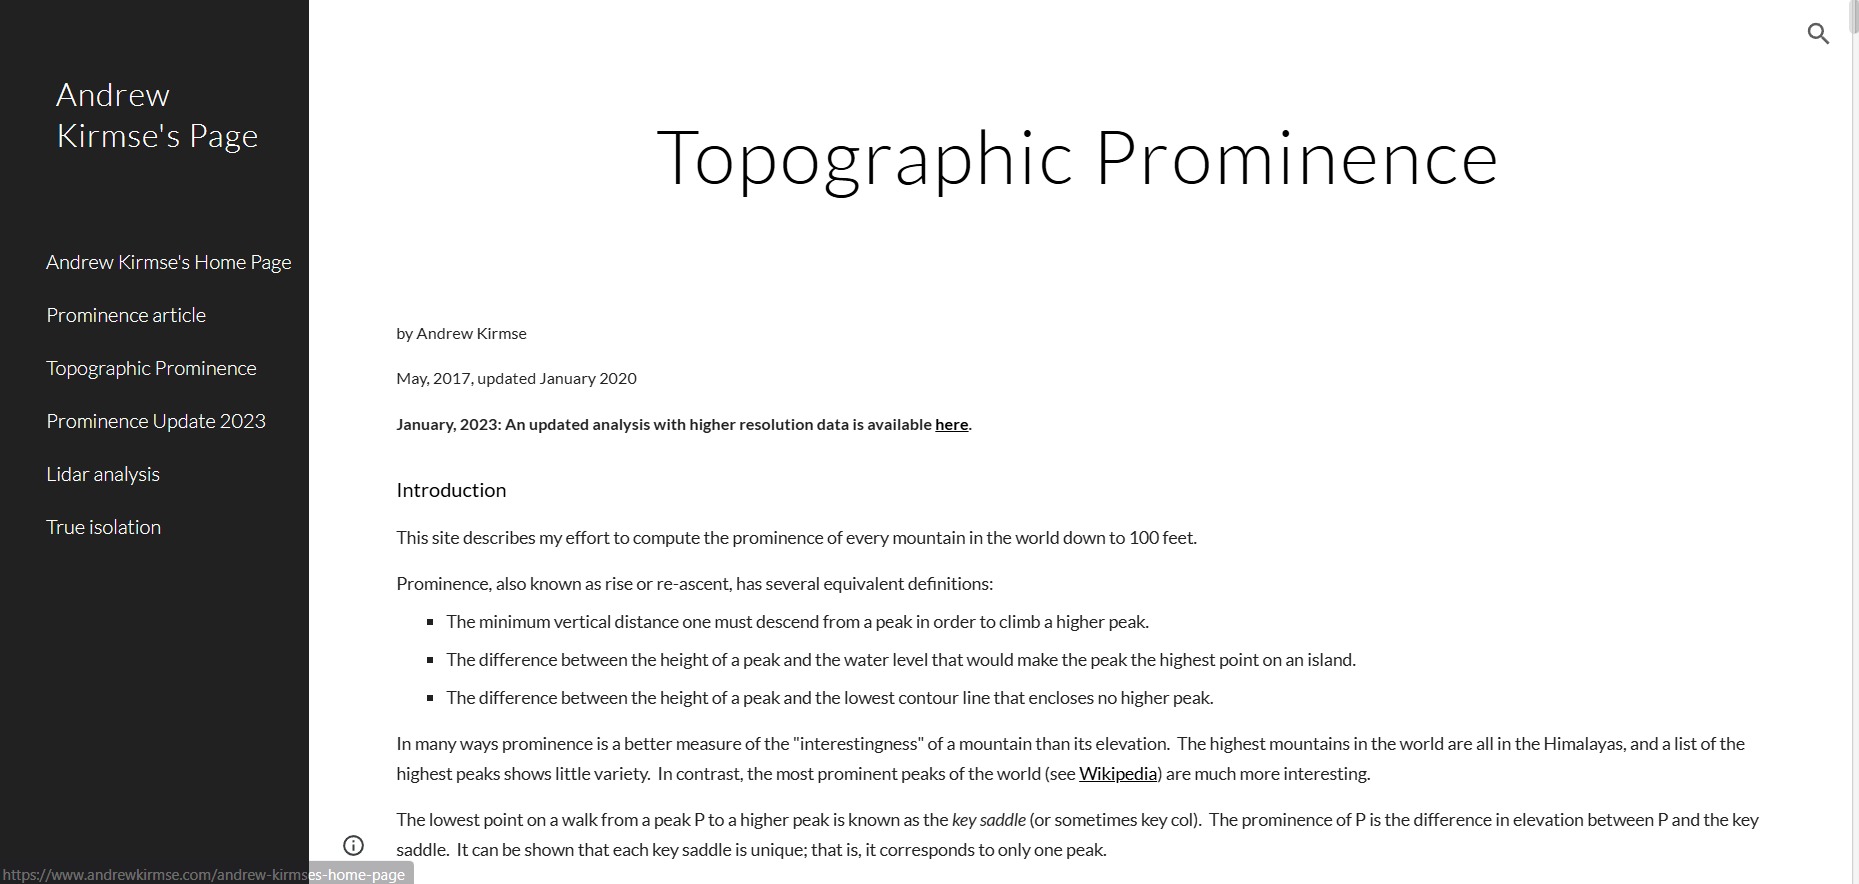 Andrew
Kirmse's Page
Andrew Kirmse's Home Page
Prominence article
Topographic Prominence
Prominence Update 2023
Lidar analysis
True isolation
Topographic Prominence
by Andrew Kirmse
May, 2017, updated January 2020
January, 2023: An updated analysis with higher resolution data is available here.
Introduction
This site describes my effort to compute the prominence of every mountain in the world down to 100 feet.
Prominence, also known as rise or re-ascent, has several equivalent definitions:
▪ The minimum vertical distance one must descend from a peak in order to climb a higher peak.
▪ The difference between the height of a peak and the water level that would make the peak the highest point on an island.
▪ The difference between the height of a peak and the lowest contour line that encloses no higher peak.
In many ways prominence is a better measure of the "interestingness" of a mountain than its elevation.  The highest mountains in the world are all in the Himalayas, and a list of the
highest peaks shows little variety.  In contrast, the most prominent peaks of the world (see Wikipedia) are much more interesting.
The lowest point on a walk from a peak P to a higher peak is known as the key saddle (or sometimes key col).  The prominence of P is the difference in elevation between P and the key
saddle.  It can be shown that each key saddle is unique; that is, it corresponds to only one peak.
https://www.andrewkirmse.com/andrew-kirmses-home-page